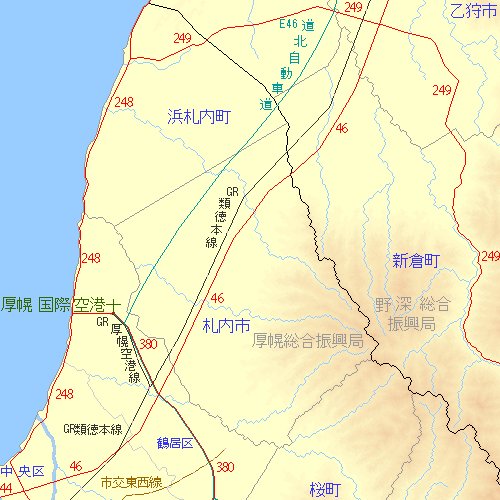 249
E46
道北自動車道
249
乙狩市
248
249
浜札内町
46
GR
類徳本線
248
新倉町
249
46
厚幌 国際 空港十
野深 総合振興局
GR
厚幌空港線
380
札内市
厚幌総合振興局
248
GR類徳本線
鶴居区
中央区
46
380
市交東西線
44
桜町